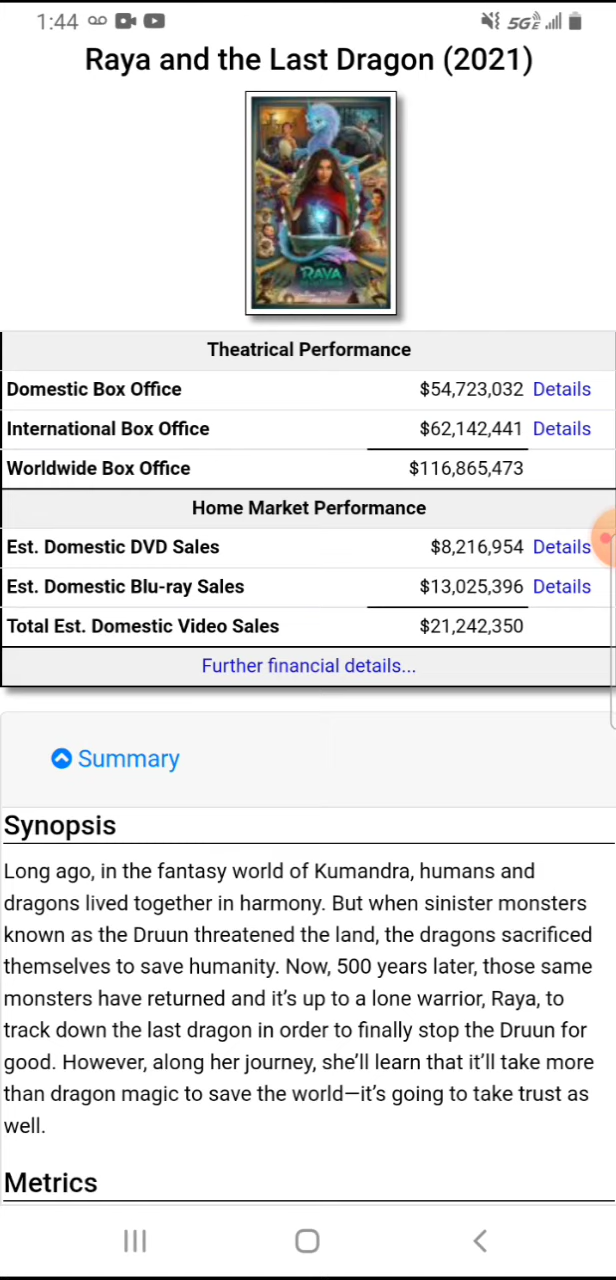 1:44
5GE
Raya and the Last Dragon (2021)
RAYA
Theatrical Performance
Domestic Box Office $54,723,032 Details
International Box Office $62,142,441 Details
Worldwide Box Office $116,865,473
Home Market Performance
Est. Domestic DVD Sales $8,216,954 Details
Est. Domestic Blu-ray Sales $13,025,396 Details
Total Est. Domestic Video Sales $21,242,350
Further financial details...
Summary
Synopsis
Long ago, in the fantasy world of Kumandra, humans and
dragons lived together in harmony. But when sinister monsters
known as the Druun threatened the land, the dragons sacrificed
themselves to save humanity. Now, 500 years later, those same
monsters have returned and it’s up to a lone warrior, Raya, to
track down the last dragon in order to finally stop the Druun for
good. However, along her journey, she’ll learn that it’ll take more
than dragon magic to save the world—it’s going to take trust as
well.
Metrics